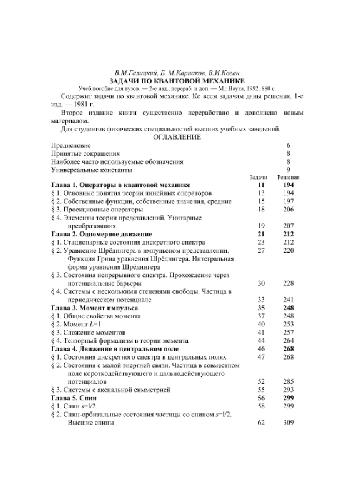 В.М.Галицкий, Б. М.Карнаков, В.И.Коган
ЗАДАЧИ ПО КВАНТОВОЙ МЕХАНИКЕ
Учеб. пособие для вузов. — 2-е изд., перераб. и доп. — М.: Наука, 1992. 880 с.
Содержит задачи по квантовой механике. Ко всем задачам даны решения. 1-е
изд. — 1981 г.
Второе издание книги существенно переработано и дополнено новым
материалом.
Для студентов физических специальностей высших учебных заведений.
ОГЛАВЛЕНИЕ
Предисловие 6
Принятые сокращения 8
Наиболее часто используемые обозначения 8
Универсальные константы 9
Задачи Решения
Глава 1. Операторы в квантовой механике 11 194
§ 1. Основные понятия теории линейных операторов 13 194
§ 2. Собственные функции, собственные значения, средние 15 197
§ 3. Проекционные операторы 18 206
§ 4. Элементы теории представлений. Унитарные
преобразования 19 207
Глава 2. Одномерное движение 21 212
§ 1. Стационарные состояния дискретного спектра 23 212
§ 2. Уравнение Шрёдингера в импульсном представлении.
Функция Грина уравнения Шрёдингера. Интегральная
форма уравнения Шрёдингера 27 220
§ 3. Состояния непрерывного спектра. Прохождение через
потенциальные барьеры 30 228
§ 4. Системы с несколькими степенями свободы. Частица в
периодическом потенциале 33 241
Глава 3. Момент импульса 35 248
§ 1. Общие свойства момента 37 248
§ 2. Момент L=1 40 253
§ 3. Сложение моментов 41 257
§ 4. Тензорный формализм в теории момента 44 264
Глава 4. Движение в центральном поле 46 268
§ 1. Состояния дискретного спектра в центральных полях 47 268
§ 2. Состояния с малой энергией связи. Частица в совместном
поле короткодействующего и дальнодействующего
потенциалов 52 285
§ 3. Системы с аксиальной симметрией 55 293
Глава 5. Спин 56 299
§ 1. Спин s=1/2 58 299
§ 2. Спин-орбитальные состояния частицы со спином s=1/2.
Высшие спины 62 309